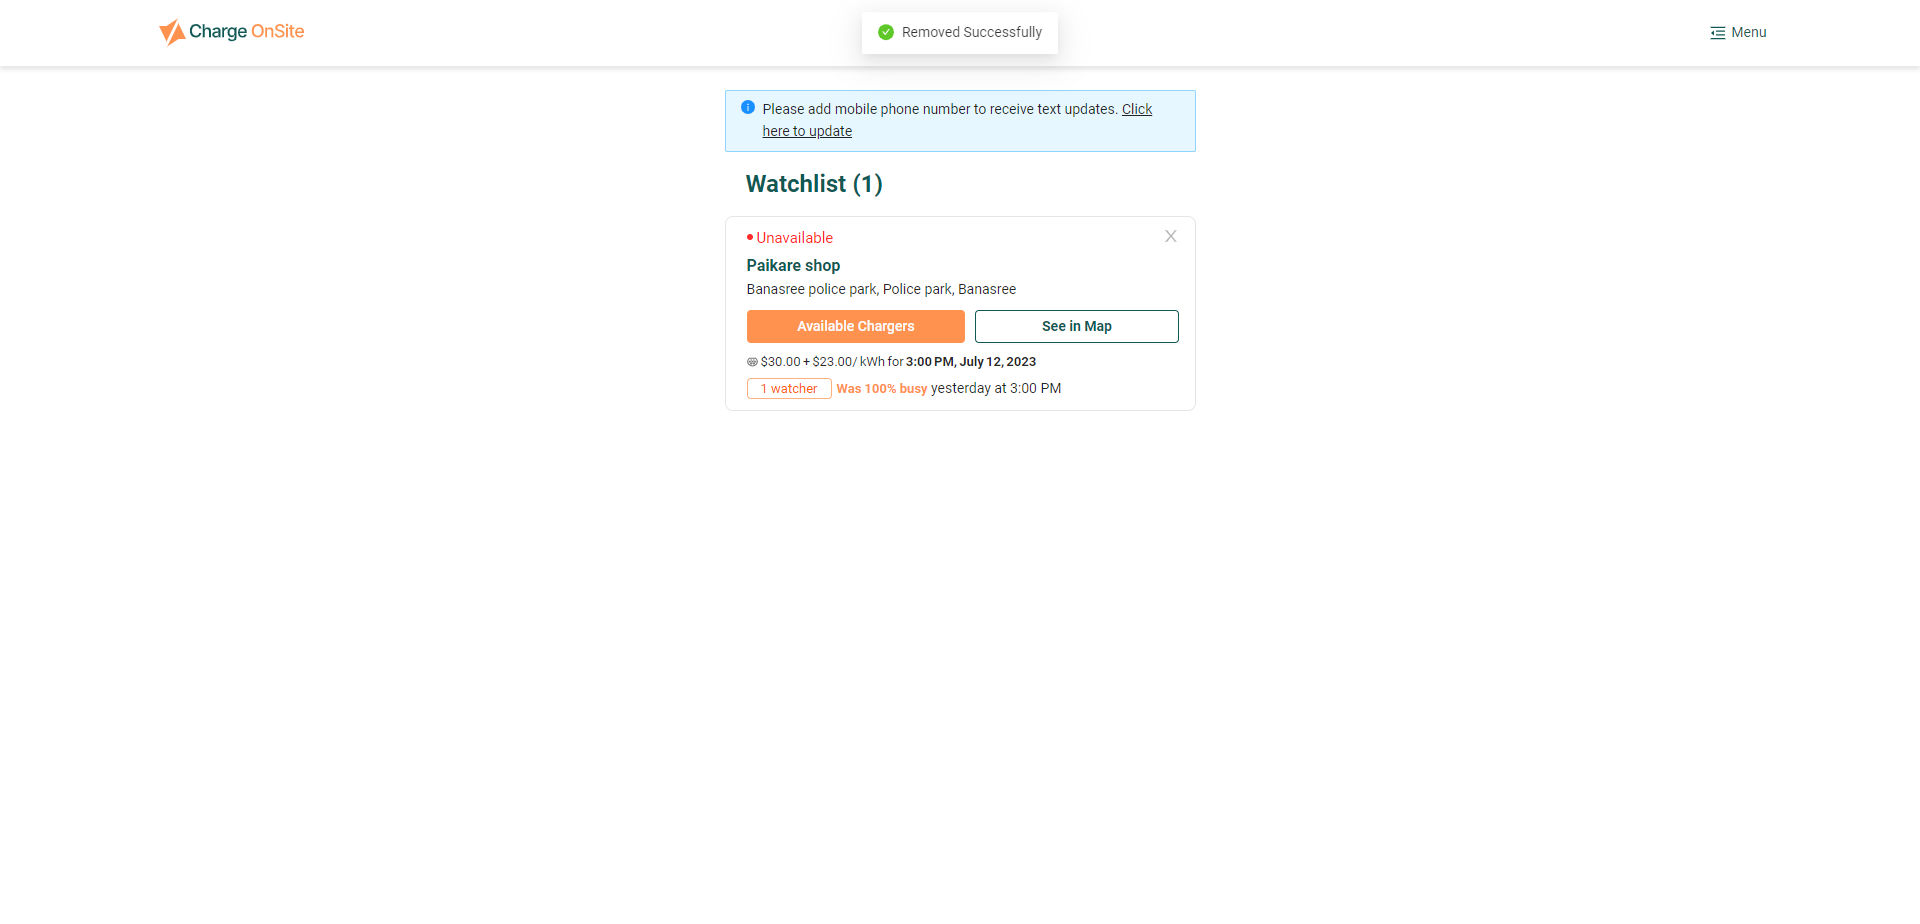 Charge OnSite
Removed Successfully
Menu
Please add mobile phone number to receive text updates. Click
here to update
Watchlist (1)
Unavailable
X
Paikare shop
Banasree police park, Police park, Banasree
Available Chargers
See in Map
$30.00 + $23.00/ kWh for 3:00 PM, July 12, 2023
1 watcher Was 100% busy yesterday at 3:00 PM